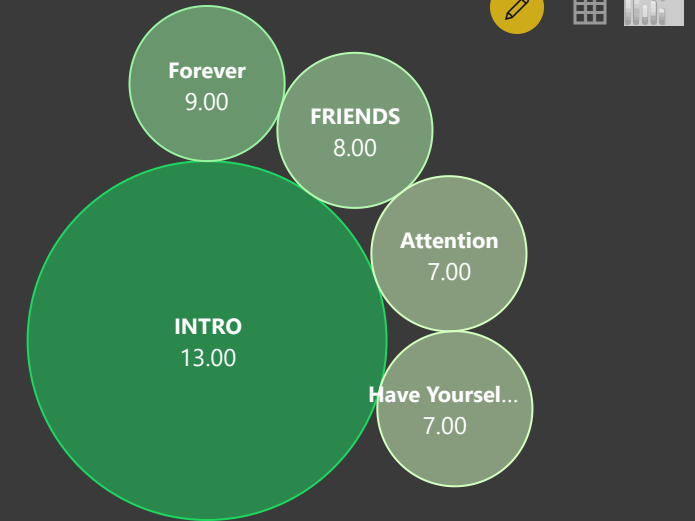 Forever
9.00
FRIENDS
8.00
Attention
7.00
INTRO
13.00
Have Yoursel...
7.00